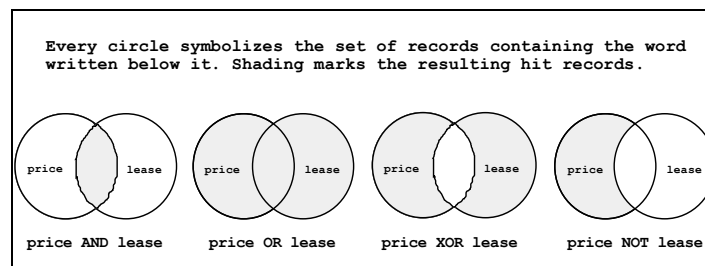 Every circle symbolizes the set of records containing the word
written below it. Shading marks the resulting hit records.
price lease price lease price lease price lease
price AND lease price OR lease price XOR lease price NOT lease